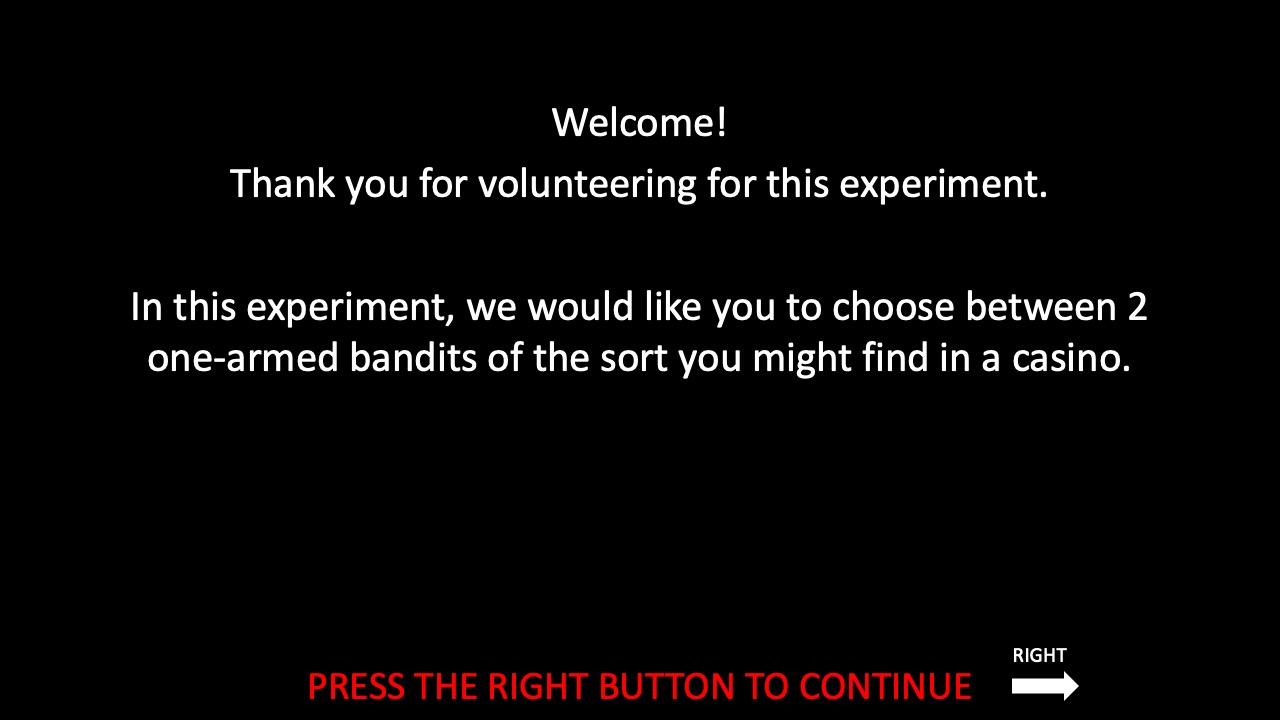 Welcome!
Thank you for volunteering for this experiment.
In this experiment, we would like you to choose between 2
one-armed bandits of the sort you might find in a casino.
RIGHT
PRESS THE RIGHT BUTTON TO CONTINUE